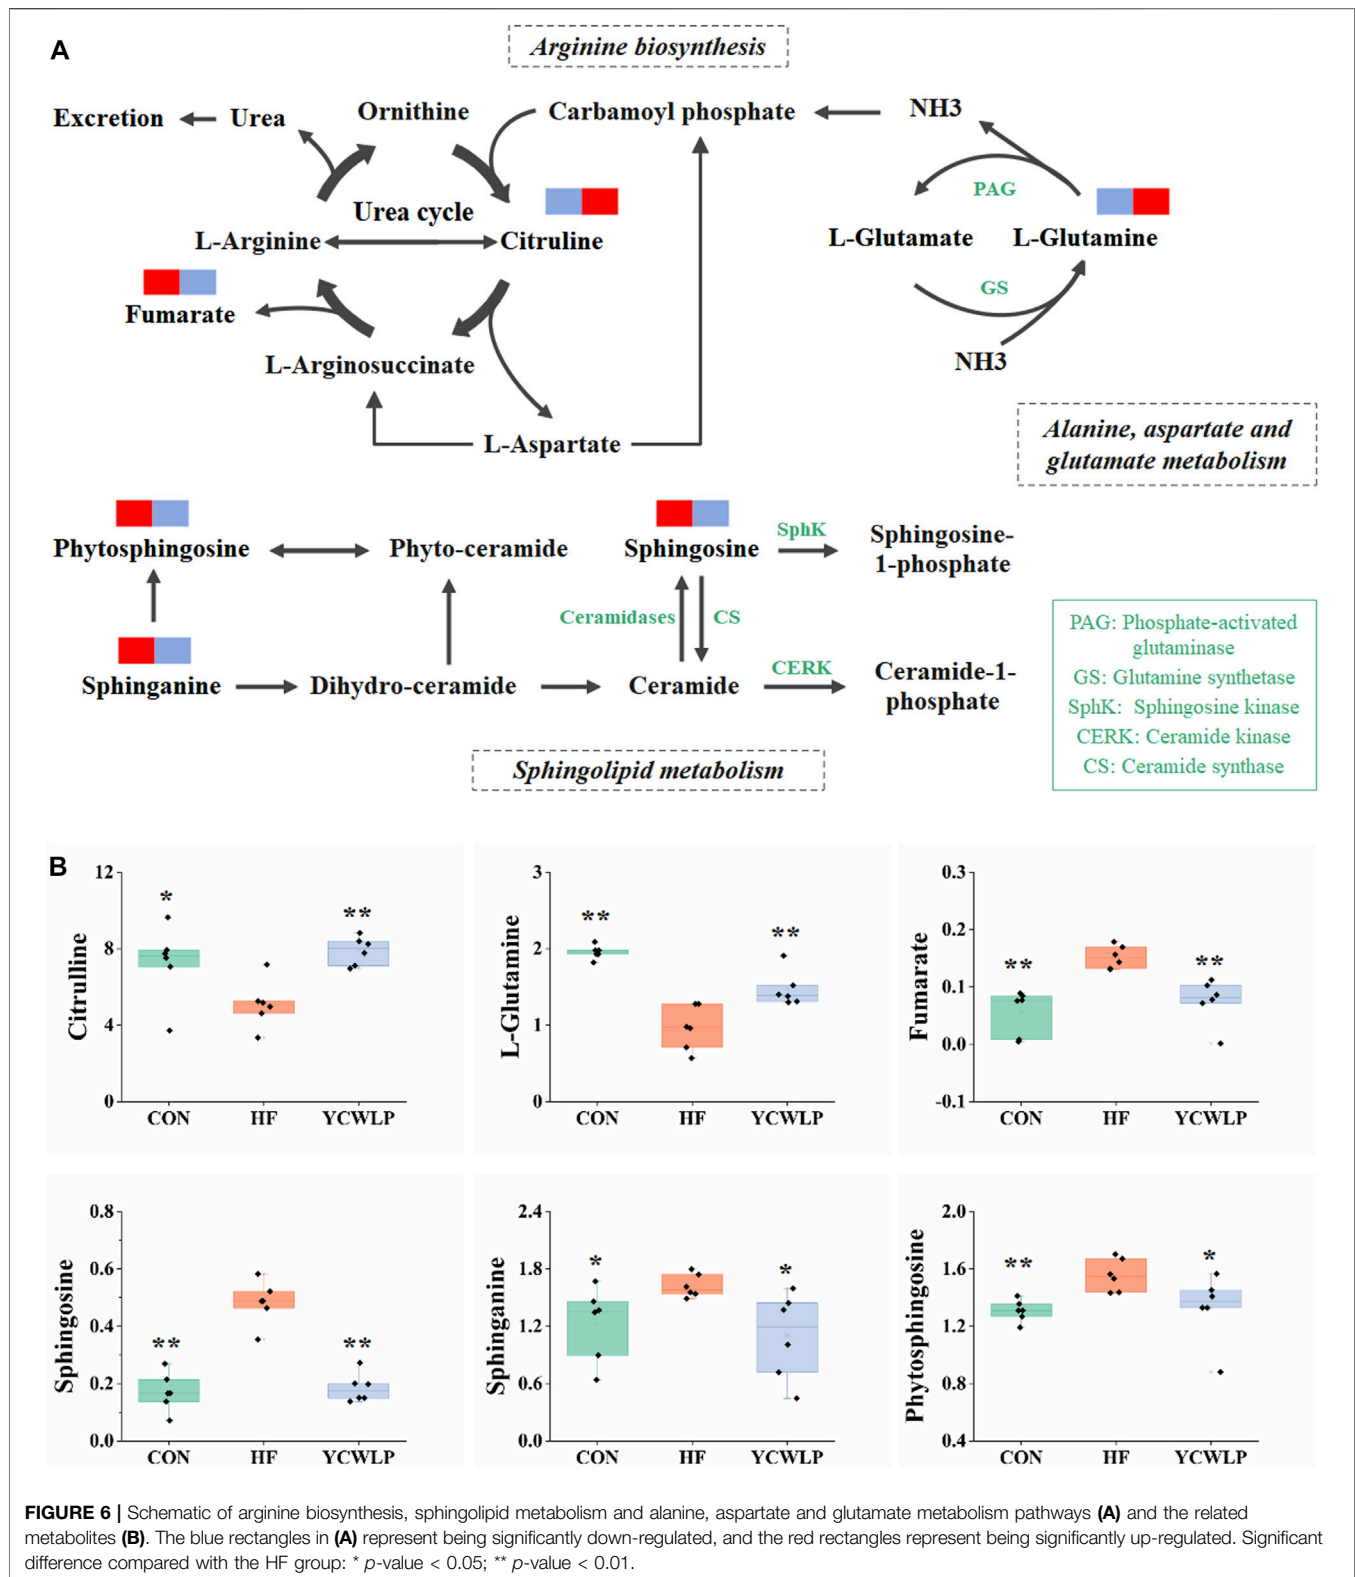 A
Arginine biosynthesis
Excretion
Urea
Ornithine
Carbamoyl phosphate
NH3
PAG
Urea cycle
L-Arginine
Citruline
L-Glutamate
L-Glutamine
GS
Fumarate
NH3
L-Arginosuccinate
L-Aspartate
Alanine, aspartate and
glutamate metabolism
Phytosphingosine
Phyto-ceramide
Sphingosine
SphK
Sphingosine-
1-phosphate
Ceramidases
CS
Sphinganine
Dihydro-ceramide
Ceramide
CERK
Ceramide-1-
phosphate
PAG: Phosphate-activated
glutaminase
GS: Glutamine synthetase
SphK: Sphingosine kinase
CERK: Ceramide kinase
CS: Ceramide synthase
Sphingolipid metabolism
B
Citrulline
12
8
4
0
*
**
CON HF YCWLP
L-Glutamine
3
2
1
0
**
**
CON HF YCWLP
Fumarate
0.3
0.2
0.1
0.0
-0.1
**
**
CON HF YCWLP
Sphingosine
0.8
0.6
0.4
0.2
0.0
**
**
CON HF YCWLP
Sphinganine
2.4
1.8
1.2
0.6
0.0
*
*
CON HF YCWLP
Phytosphingosine
2.0
1.6
1.2
0.8
0.4
**
*
CON HF YCWLP
FIGURE 6 | Schematic of arginine biosynthesis, sphingolipid metabolism and alanine, aspartate and glutamate metabolism pathways (A) and the related
metabolites (B). The blue rectangles in (A) represent being significantly down-regulated, and the red rectangles represent being significantly up-regulated. Significant
difference compared with the HF group: * p-value < 0.05; ** p-value < 0.01.